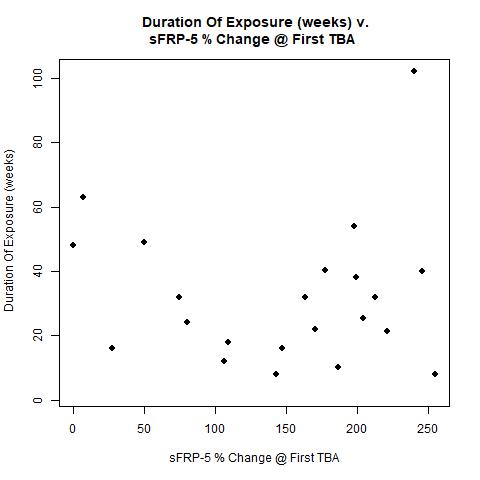 Duration Of Exposure (weeks) v.
sFRP-5 % Change @ First TBA
Duration Of Exposure (weeks)
100
80
60
40
20
0
0 50 100 150 200 250
sFRP-5 % Change @ First TBA